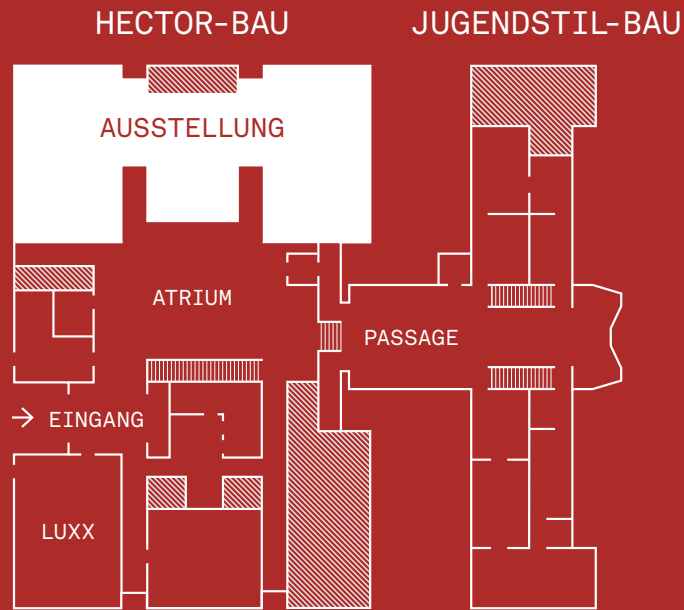 HECTOR-BAU
JUGENDSTIL-BAU
AUSSTELLUNG
ATRIUM
PASSAGE
EINGANG
LUXX